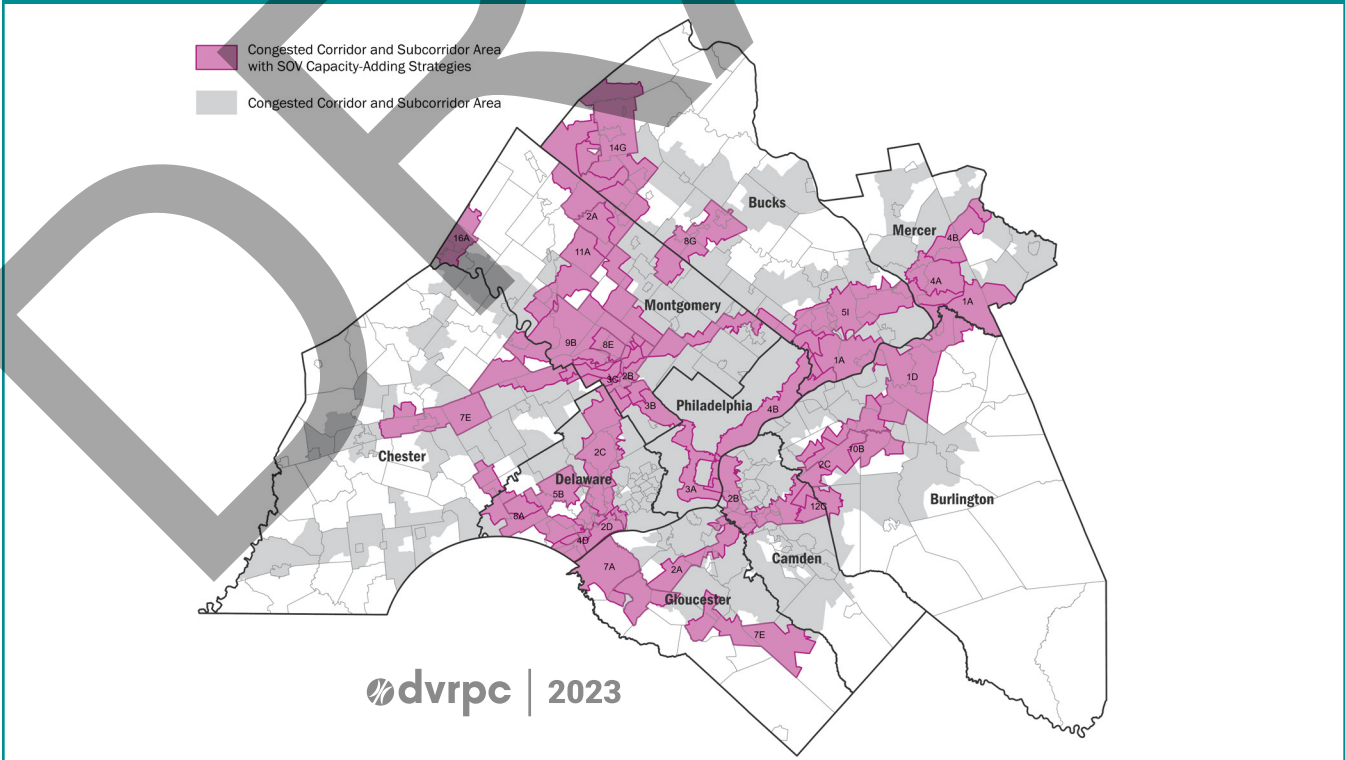 Congested Corridor and Subcorridor Area
with SOV Capacity-Adding Strategies
Congested Corridor and Subcorridor Area
14G
Bucks
2A
16A
8G
Mercer
4B
11A
4A
1A
Montgomery
5I
9B
8E
1A
3C
2B
1D
3B
Philadelphia
4B
7E
10B
Chester
2C
2C
Delaware
3A
5B
2B
Burlington
12C
8A
2D
4D
Camden
7A
2A
Gloucester
7E
dvrpc | 2023